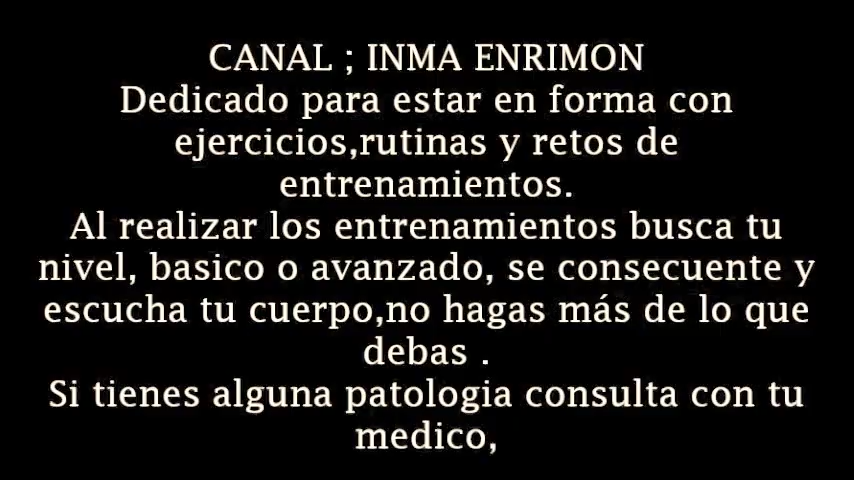 CANAL ; INMA ENRIMON
Dedicado para estar en forma con
ejercicios,rutinas y retos de
entrenamientos.
Al realizar los entrenamientos busca tu
nivel, basico o avanzado, se consecuente y
escucha tu cuerpo,no hagas más de lo que
debas .
Si tienes alguna patologia consulta con tu
medico,